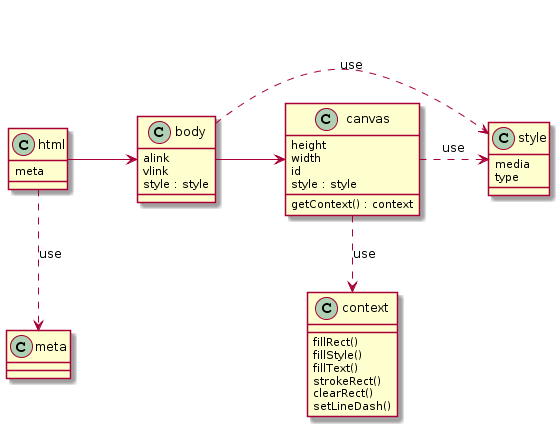 use
C html
meta
C body
alink
vlink
style : style
C canvas
height
width
id
style : style
getContext() : context
use
C style
media
type
use
use
C meta
C context
fillRect()
fillStyle()
fillText()
strokeRect()
clearRect()
setLineDash()